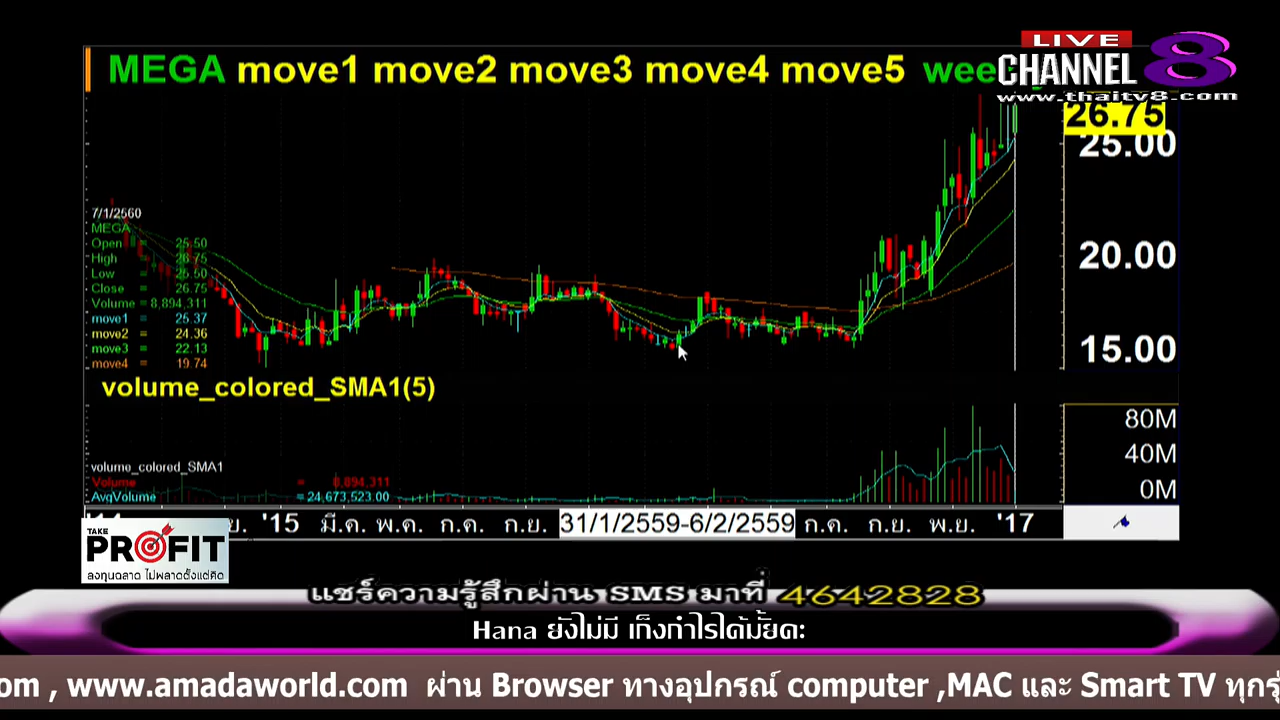 LIVE
CHANNEL 8
www.thaitv8.com
MEGA move1 move2 move3 move4 move5
26.75
25.00
20.00
15.00
7/1/2560
MEGA
Open = 25.50
High = 26.75
Low = 25.50
Close = 26.75
Volume = 8,894,311
move1 = 25.37
move2 = 24.36
move3 = 22.13
move4 = 19.74
volume_colored_SMA1(5)
80M
40M
0M
volume_colored_SMA1
Volume = 8,894,311
AvgVolume = 24,673,523.00
'15 มี.ค. พ.ค. ก.ค. ก.ย. 31/1/2559-6/2/2559 ก.ค. ก.ย. พ.ย. '17
TAKE PROFIT
ลงทุนฉลาด ไม่พลาดตั้งแต่คิด
แชร์ความรู้สึกผ่าน SMS มาที่ 4642828
Hana ยังไม่มี เก็งกำไรได้มั้ยคะ
om , www.amadaworld.com ผ่าน Browser ทางอุปกรณ์ computer ,MAC และ Smart TV ทุกรุ่